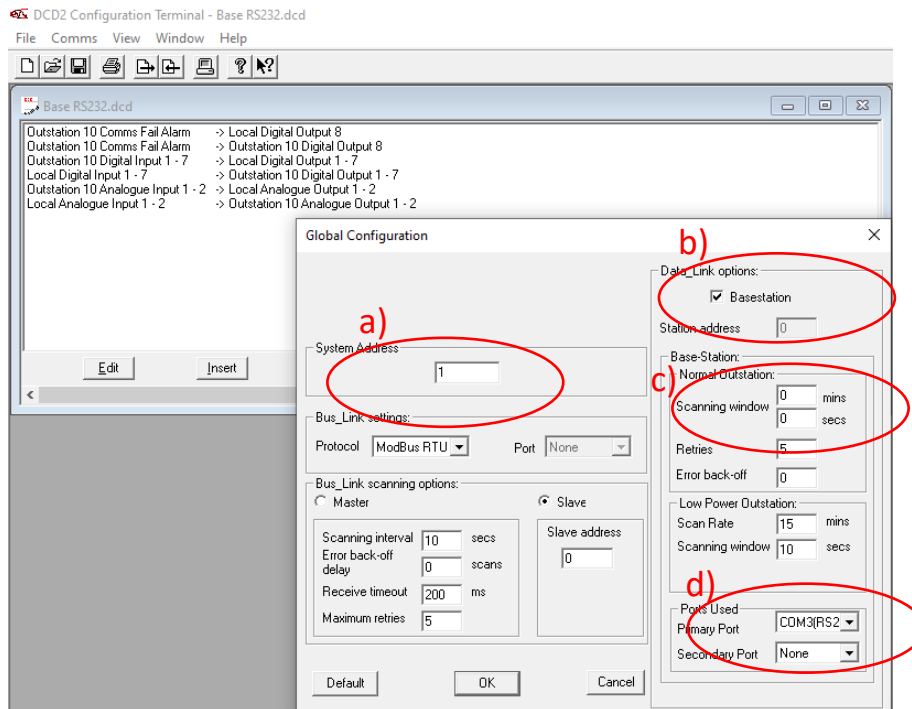 DCD2 Configuration Terminal - Base RS232.dcd
File Comms View Window Help
Base RS232.dcd
Outstation 10 Comms Fail Alarm -> Local Digital Output 8
Outstation 10 Comms Fail Alarm -> Outstation 10 Digital Output 8
Outstation 10 Digital Input 1 - 7 -> Local Digital Output 1 - 7
Local Digital Input 1 - 7 -> Outstation 10 Digital Output 1 - 7
Outstation 10 Analogue Input 1 - 2 -> Local Analogue Output 1 - 2
Local Analogue Input 1 - 2 -> Outstation 10 Analogue Output 1 - 2
Edit Insert
Global Configuration
a)
System Address
1
Bus_Link settings:
Protocol ModBus RTU Port None
Bus_Link scanning options:
Master Slave
Scanning interval 10 secs
Error back-off delay 0 scans
Receive timeout 200 ms
Maximum retries 5
Slave address
0
Default OK Cancel
b)
Data_Link options:
Basestation
Station address 0
Base-Station:
c)
Normal Outstation:
Scanning window 0 mins
0 secs
Retries 5
Error back-off 0
Low Power Outstation:
Scan Rate 15 mins
Scanning window 10 secs
d)
Ports Used
Primary Port COM3(RS2
Secondary Port None